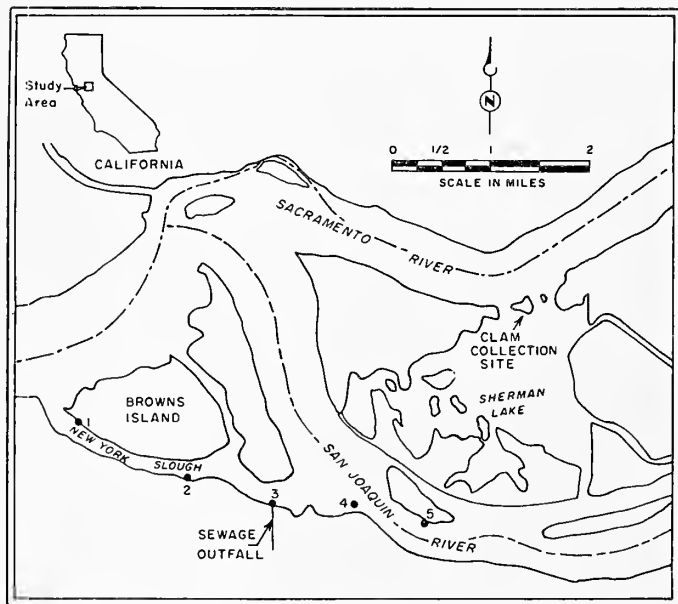 Study
Area
CALIFORNIA
N
0 1/2 1 2
SCALE IN MILES
SACRAMENTO
RIVER
CLAM
COLLECTION
SITE
BROWNS
ISLAND
SHERMAN
LAKE
1
NEW YORK
SLOUGH
2
3
4
5
SAN JOAQUIN
RIVER
SEWAGE
OUTFALL